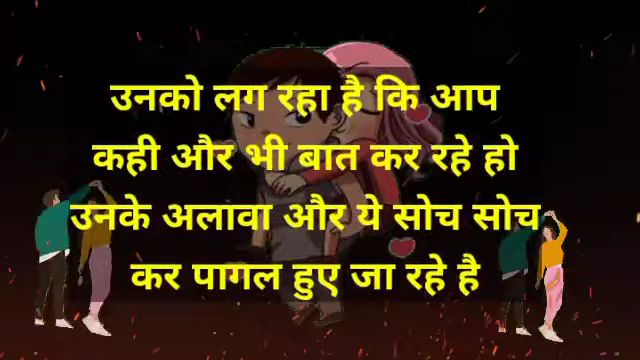 उनको लग रहा है कि आप
कही और भी बात कर रहे हो
उनके अलावा और ये सोच सोच
कर पागल हुए जा रहे है